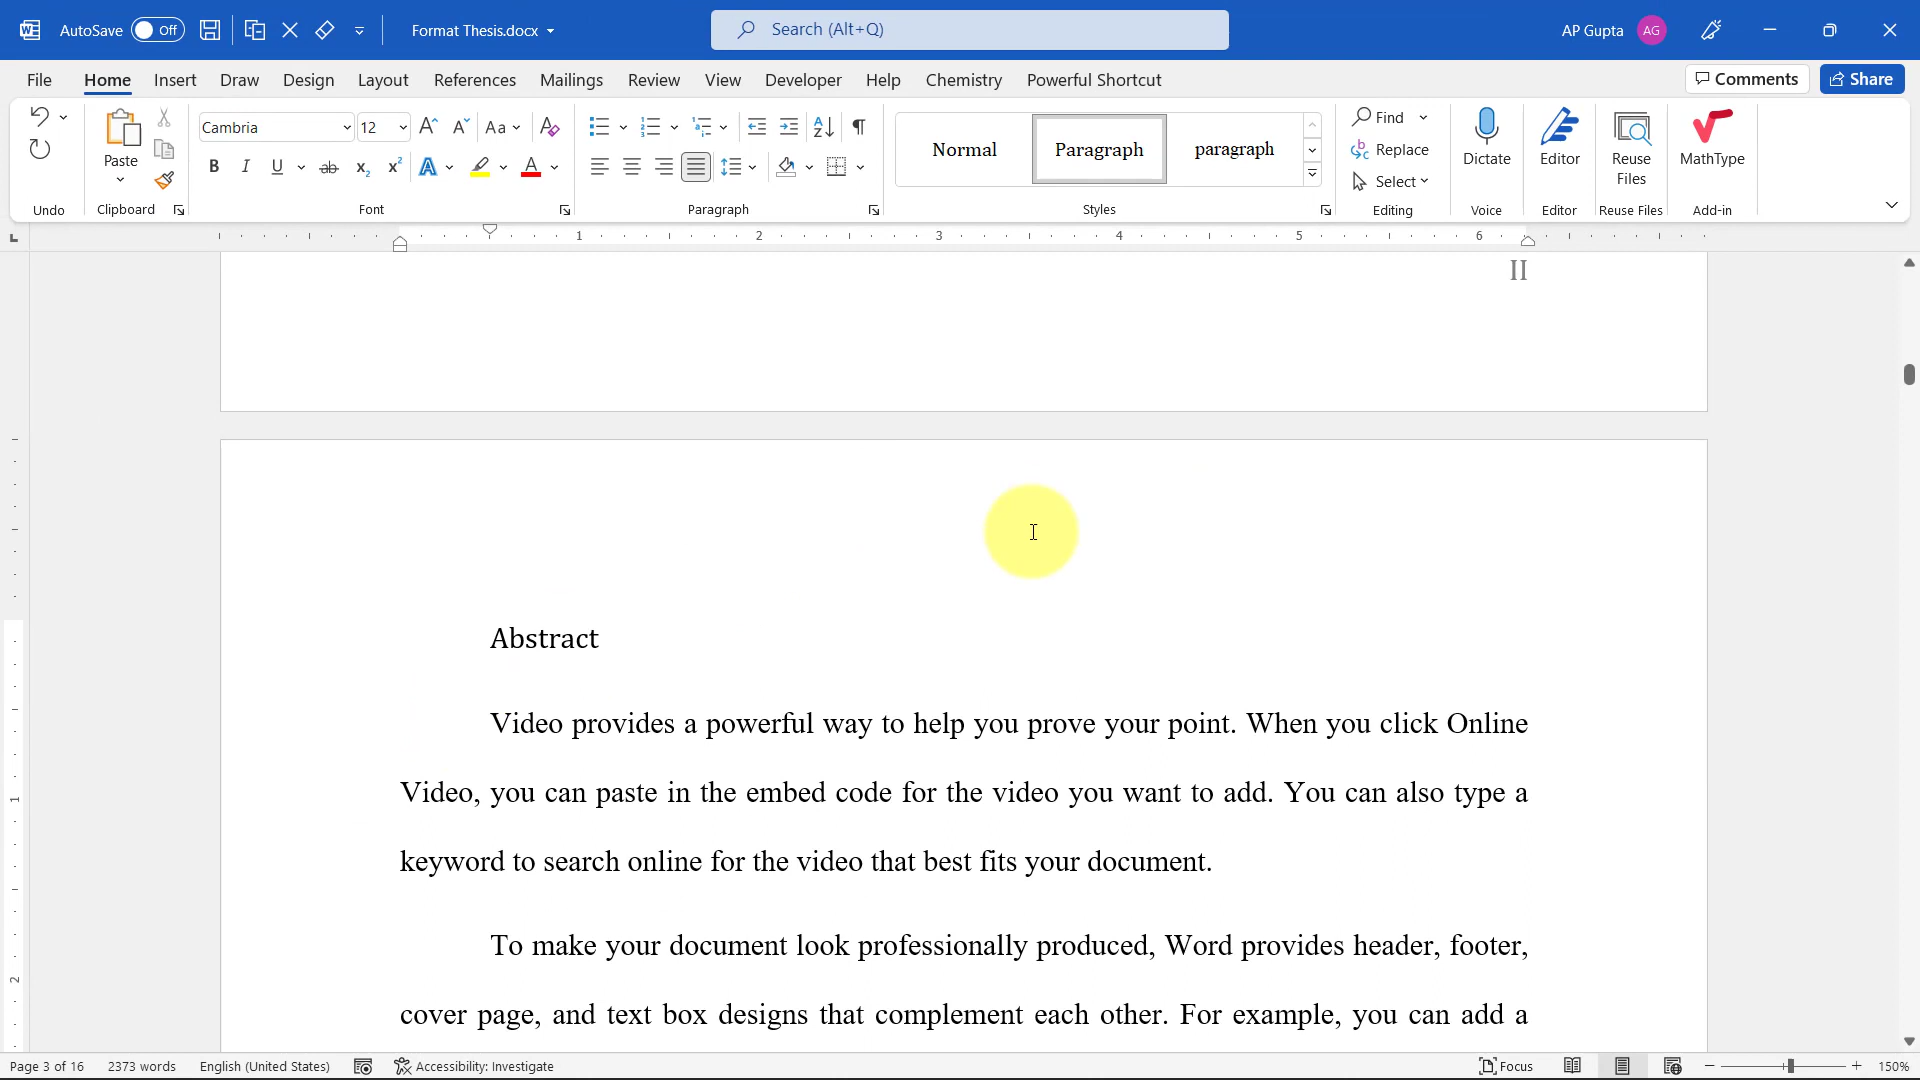 AutoSave Off Format Thesis.docx Search (Alt+Q) AP Gupta AG
File Home Insert Draw Design Layout References Mailings Review View Developer Help Chemistry Powerful Shortcut Comments Share
Paste
Undo
Clipboard
Cambria 12 Aa
B I U ab x₂ x² A A
Font
Paragraph
Normal Paragraph paragraph
Styles
Find
Replace
Select
Editing
Dictate
Voice
Editor
Editor
Reuse
Files
Reuse Files
MathType
Add-in
1 2 3 4 5 6
II
Abstract
Video provides a powerful way to help you prove your point. When you click Online
Video, you can paste in the embed code for the video you want to add. You can also type a
keyword to search online for the video that best fits your document.
To make your document look professionally produced, Word provides header, footer,
cover page, and text box designs that complement each other. For example, you can add a
1
2
Page 3 of 16 2373 words English (United States) Accessibility: Investigate Focus 150%